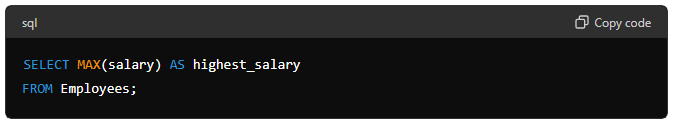 sql Copy code
SELECT MAX(salary) AS highest_salary
FROM Employees;